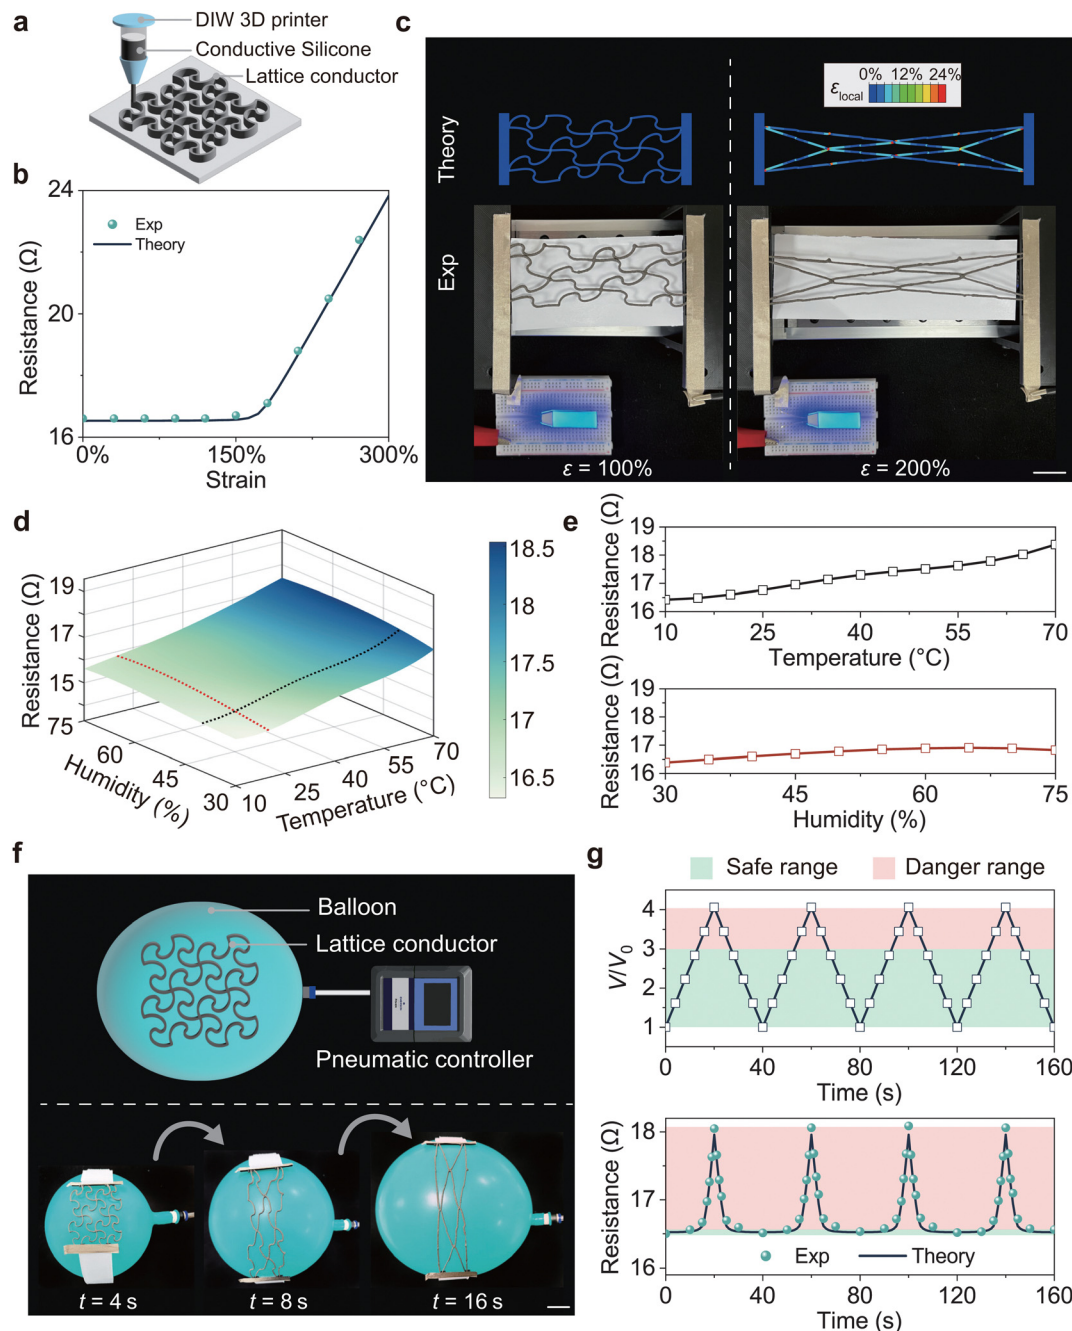 a
DIW 3D printer
Conductive Silicone
Lattice conductor
b
Resistance (Ω)
24
20
16
Exp
Theory
0%
150%
300%
Strain
c
0%
12%
24%
εlocal
Theory
Exp
ε = 100%
ε = 200%
d
Resistance (Ω)
19
17
15
75
60
45
30
Humidity (%)
10
25
40
55
70
Temperature (°C)
18.5
18
17.5
17
16.5
e
Resistance (Ω)
19
18
17
16
10
25
40
55
70
Temperature (°C)
Resistance (Ω)
19
18
17
16
30
45
60
75
Humidity (%)
f
Balloon
Lattice conductor
Pneumatic controller
t = 4 s
t = 8 s
t = 16 s
g
Safe range
Danger range
V/V0
4
3
2
1
0
40
80
120
160
Time (s)
Resistance (Ω)
18
17
16
Exp
Theory
0
40
80
120
160
Time (s)